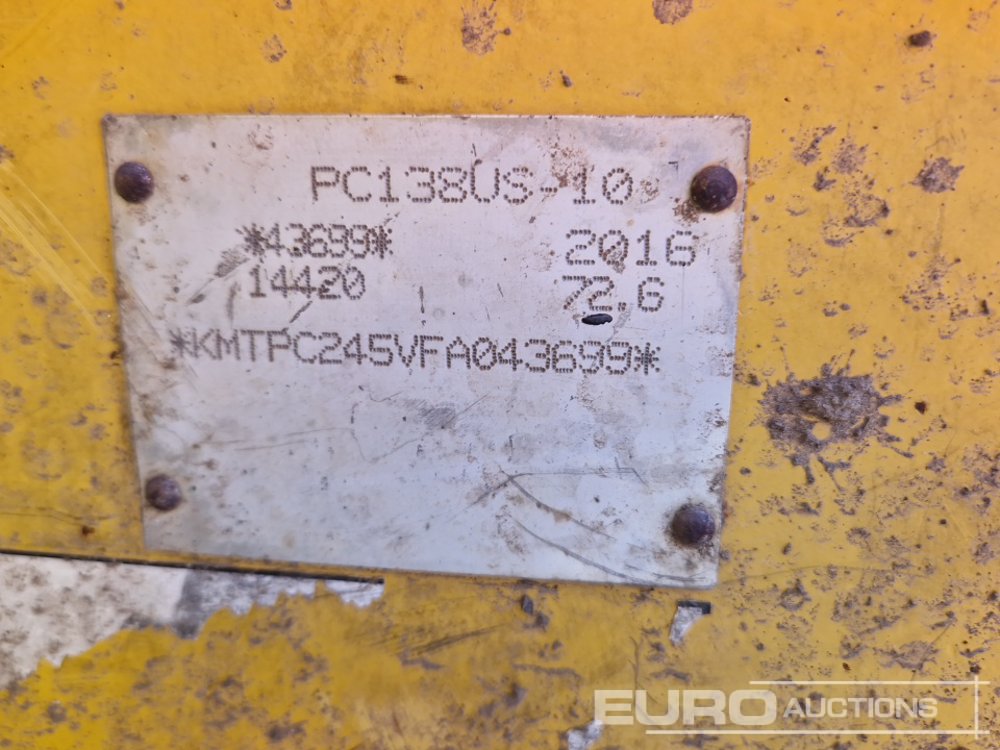 PC138US-10
*43699* 2016
14420 72,6
*KMTPC245VFA043699*
EURO AUCTIONS